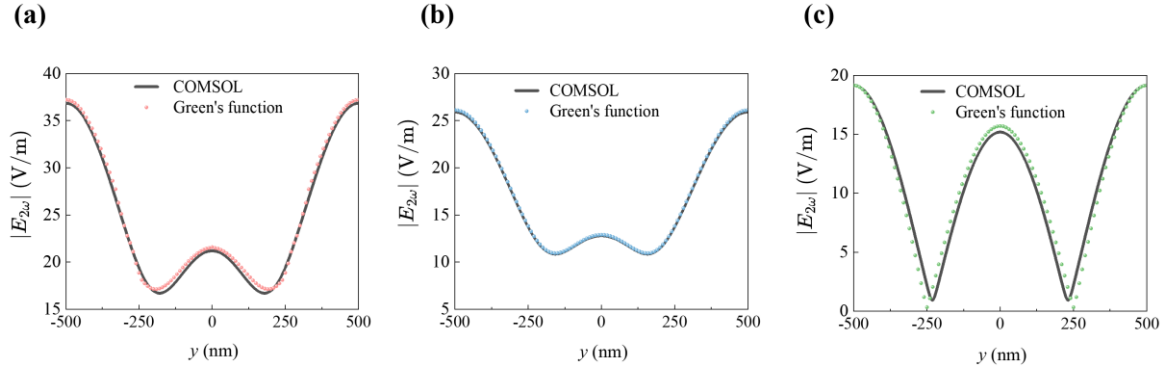 (a)
40
35
30
25
20
15
-500
-250
0
250
500
|E2ω| (V/m)
y (nm)
COMSOL
Green's function
(b)
30
25
20
15
10
5
-500
-250
0
250
500
|E2ω| (V/m)
y (nm)
COMSOL
Green's function
(c)
20
15
10
5
0
-500
-250
0
250
500
|E2ω| (V/m)
y (nm)
COMSOL
Green's function